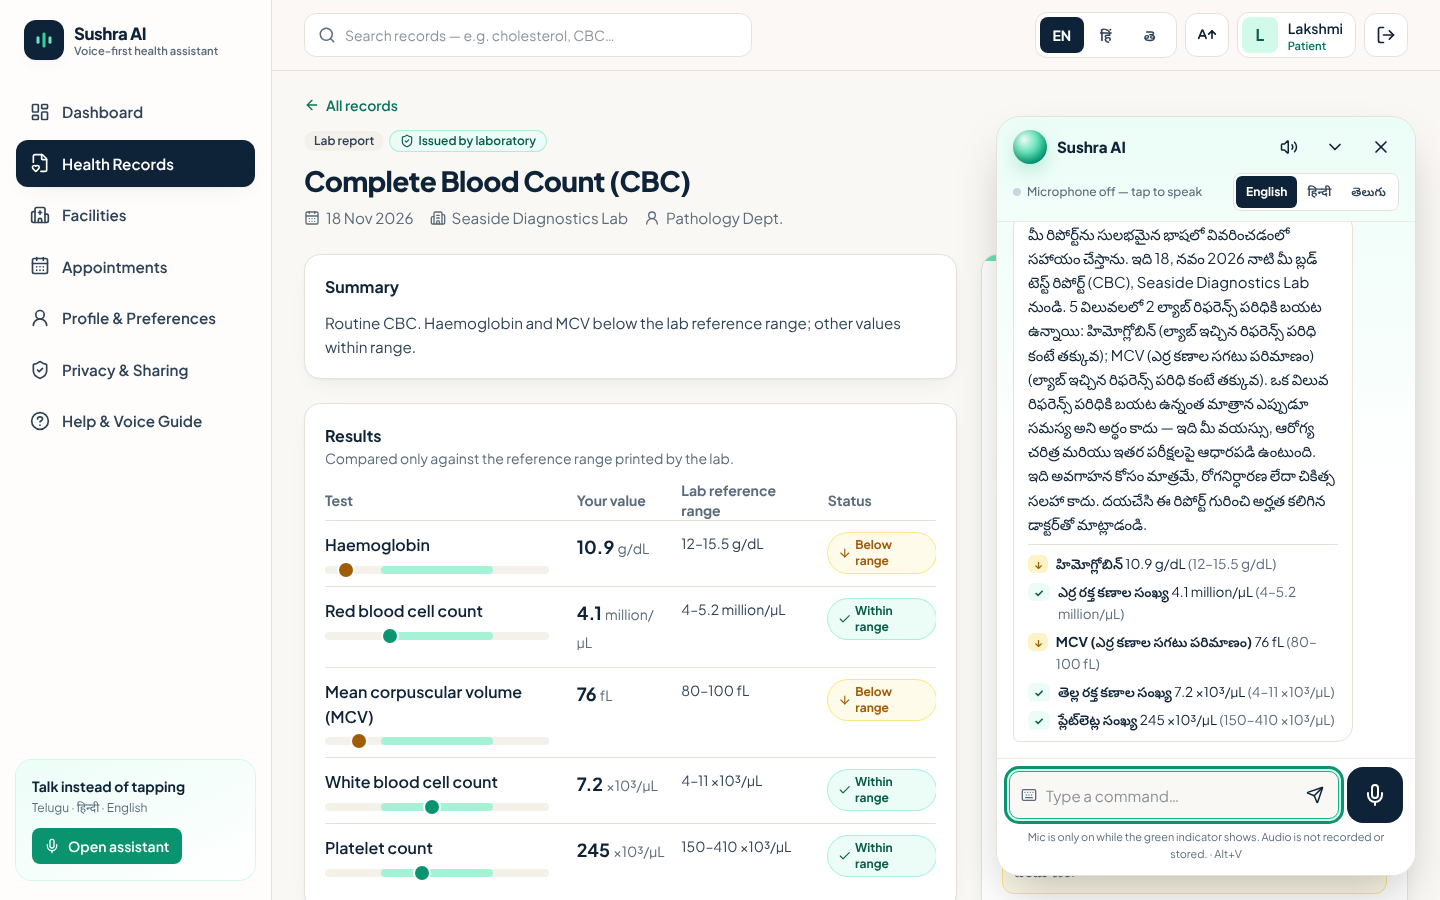 Sushra AI
Voice-first health assistant
Dashboard
Health Records
Facilities
Appointments
Profile & Preferences
Privacy & Sharing
Help & Voice Guide
Talk instead of tapping
Telugu · हिन्दी · English
Open assistant
Search records — e.g. cholesterol, CBC...
EN
हिं
తె
A
L
Lakshmi
Patient
All records
Lab report
Issued by laboratory
Complete Blood Count (CBC)
18 Nov 2026
Seaside Diagnostics Lab
Pathology Dept.
Summary
Routine CBC. Haemoglobin and MCV below the lab reference range; other values
within range.
Results
Compared only against the reference range printed by the lab.
Test
Your value
Lab reference
range
Status
Haemoglobin
10.9 g/dL
12–15.5 g/dL
Below
range
Red blood cell count
4.1 million/
µL
4–5.2 million/µL
Within
range
Mean corpuscular volume
(MCV)
76 fL
80–100 fL
Below
range
White blood cell count
7.2 ×10³/µL
4–11 ×10³/µL
Within
range
Platelet count
245 ×10³/µL
150–410 ×10³/µL
Within
range
Sushra AI
Microphone off — tap to speak
English
हिन्दी
తెలుగు
మీ రిపోర్ట్‌ను సులభమైన భాషలో వివరించడంలో
సహాయం చేస్తాను. ఇది 18, నవం 2026 నాటి మీ బ్లడ్
టెస్ట్ రిపోర్ట్ (CBC), Seaside Diagnostics Lab
నుండి. 5 విలువలలో 2 ల్యాబ్ రిఫరెన్స్ పరిధికి బయట
ఉన్నాయి: హిమోగ్లోబిన్ (ల్యాబ్ ఇచ్చిన రిఫరెన్స్ పరిధి
కంటే తక్కువ); MCV (ఎర్ర కణాల సగటు పరిమాణం)
(ల్యాబ్ ఇచ్చిన రిఫరెన్స్ పరిధి కంటే తక్కువ). ఒక విలువ
రిఫరెన్స్ పరిధికి బయట ఉన్నంత మాత్రాన ఎప్పుడూ
సమస్య అని అర్థం కాదు — ఇది మీ వయస్సు, ఆరోగ్య
చరిత్ర మరియు ఇతర పరీక్షలపై ఆధారపడి ఉంటుంది.
ఇది అవగాహన కోసం మాత్రమే, రోగనిర్ధారణ లేదా చికిత్స
సలహా కాదు. దయచేసి ఈ రిపోర్ట్ గురించి అర్హత కలిగిన
డాక్టర్‌తో మాట్లాడండి.
హిమోగ్లోబిన్ 10.9 g/dL (12–15.5 g/dL)
ఎర్ర రక్త కణాల సంఖ్య 4.1 million/µL (4–5.2
million/µL)
MCV (ఎర్ర కణాల సగటు పరిమాణం) 76 fL (80–
100 fL)
తెల్ల రక్త కణాల సంఖ్య 7.2 ×10³/µL (4–11 ×10³/µL)
ప్లేట్‌లెట్ల సంఖ్య 245 ×10³/µL (150–410 ×10³/µL)
Type a command...
Mic is only on while the green indicator shows. Audio is not recorded or
stored. · Alt+V